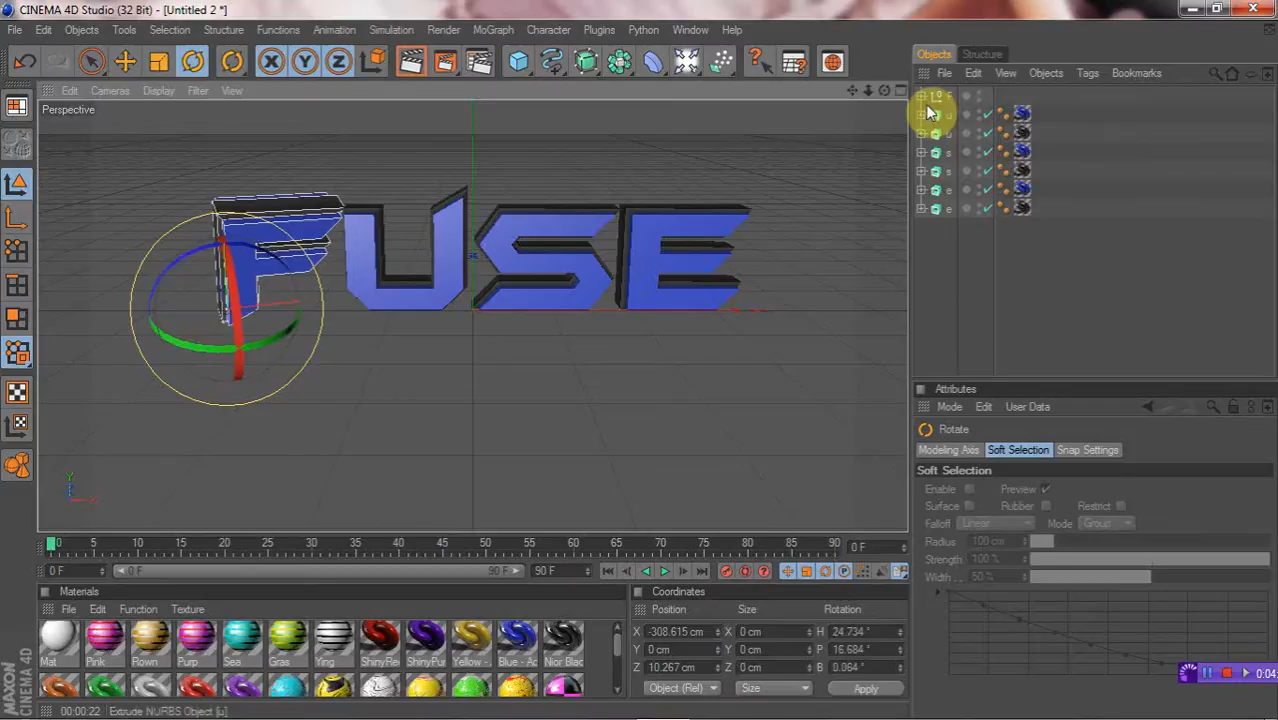 CINEMA 4D Studio (32 Bit) - [Untitled 2 *]
File Edit Objects Tools Selection Structure Functions Animation Simulation Render MoGraph Character Plugins Python Window Help
Objects Structure
File Edit View Objects Tags Bookmarks
Edit Cameras Display Filter View
Perspective
FUSE
F
u
u
s
s
e
e
Attributes
Mode Edit User Data
Rotate
Modeling Axis Soft Selection Snap Settings
Soft Selection
Enable Preview
Surface Rubber Restrict
Falloff Linear Mode Group
Radius 100 cm
Strength 100 %
Width 50 %
0 5 10 15 20 25 30 35 40 45 50 55 60 65 70 75 80 85 90 0 F
0 F 0 F 90 F 90 F
Materials
File Edit Function Texture
Mat Pink Rown Purp Sea Gras Ying ShinyRe ShinyPur Yellow - Blue - Ac Nior Blac
Coordinates
Position Size Rotation
X -308.615 cm X 0 cm H 24.734 °
Y 0 cm Y 0 cm P 16.684 °
Z 10.267 cm Z 0 cm B 0.064 °
Object (Rel) Size Apply
MAXON CINEMA 4D
00:00:22 Extrude NURBS Object [u]
0:04: